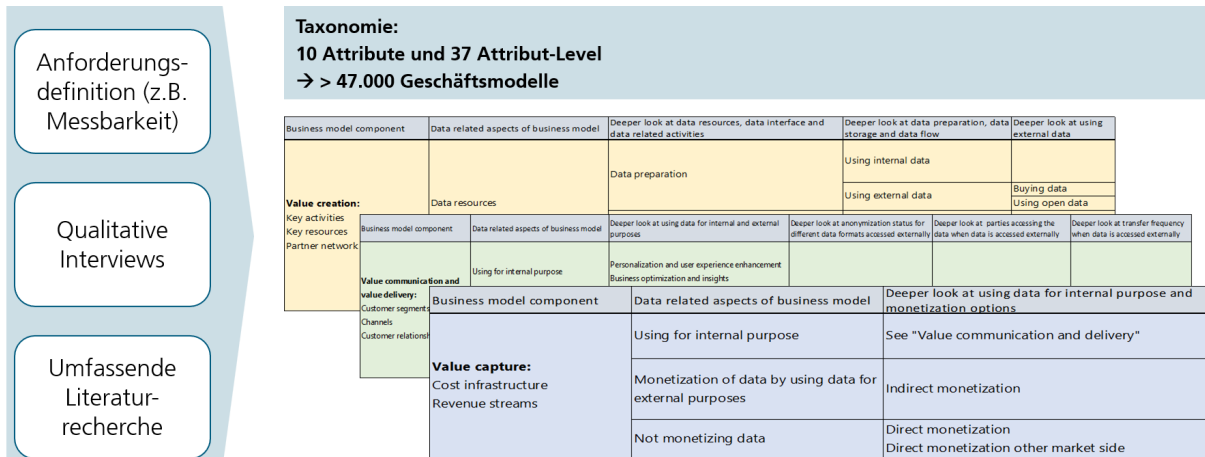 Anforderungs-
definition (z.B.
Messbarkeit)
Qualitative
Interviews
Umfassende
Literatur-
recherche
Taxonomie:
10 Attribute und 37 Attribut-Level
→ > 47.000 Geschäftsmodelle
Business model component
Data related aspects of business model
Deeper look at data resources, data interface and
data related activities
Deeper look at data preparation, data
storage and data flow
Deeper look at using
external data
Value creation:
Key activities
Key resources
Partner network
Data resources
Data preparation
Using internal data
Using external data
Buying data
Using open data
Business model component
Data related aspects of business model
Deeper look at using data for internal and external
purposes
Deeper look at anonymization status for
different data formats accessed externally
Deeper look at parties accessing the
data when data is accessed externally
Deeper look at transfer frequency
when data is accessed externally
Value communication and
value delivery:
Customer segments
Channels
Customer relationsh
Using for internal purpose
Personalization and user experience enhancement
Business optimization and insights
Business model component
Data related aspects of business model
Deeper look at using data for internal purpose and
monetization options
Value capture:
Cost infrastructure
Revenue streams
Using for internal purpose
See "Value communication and delivery"
Monetization of data by using data for
external purposes
Indirect monetization
Not monetizing data
Direct monetization
Direct monetization other market side